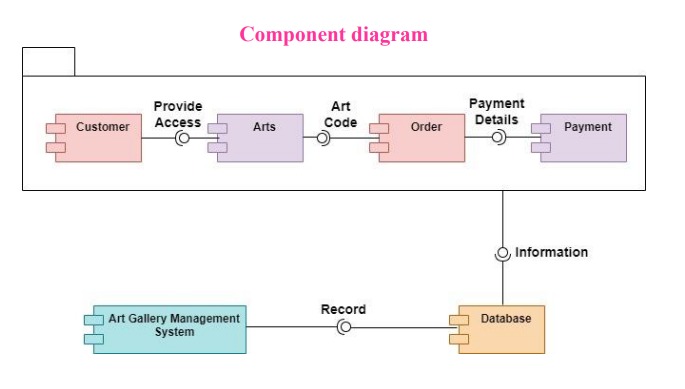 Component diagram
Provide
Access
Art
Code
Payment
Details
Customer
Arts
Order
Payment
Information
Record
Art Gallery Management
System
Database